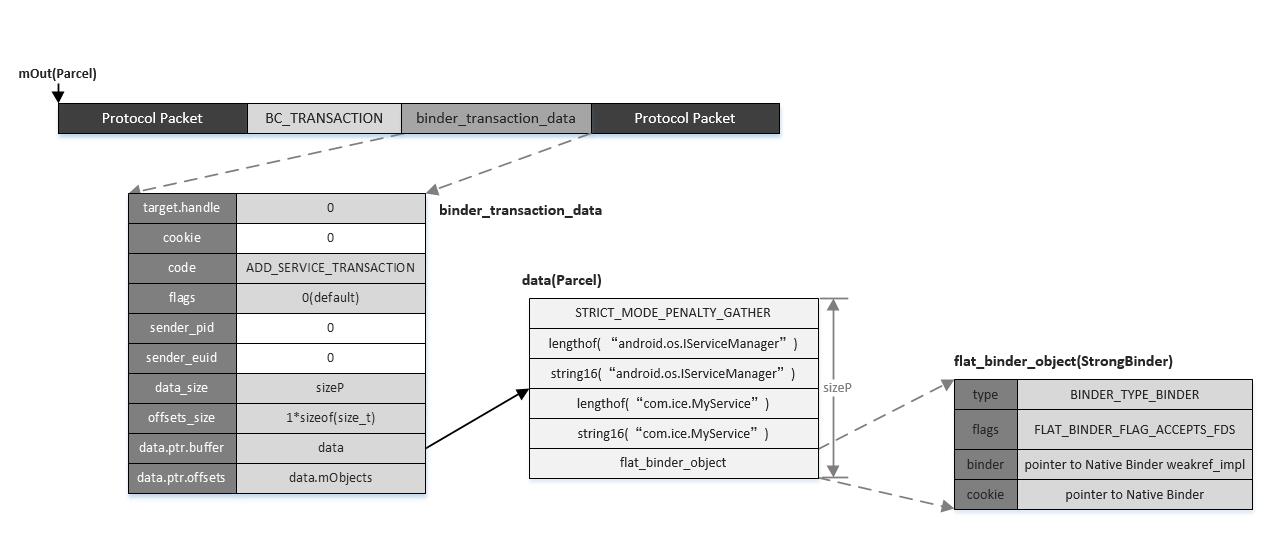 mOut(Parcel)
Protocol Packet BC_TRANSACTION binder_transaction_data Protocol Packet
binder_transaction_data
target.handle 0
cookie 0
code ADD_SERVICE_TRANSACTION
flags 0(default)
sender_pid 0
sender_euid 0
data_size sizeP
offsets_size 1*sizeof(size_t)
data.ptr.buffer data
data.ptr.offsets data.mObjects
data(Parcel)
STRICT_MODE_PENALTY_GATHER
lengthof( “android.os.IServiceManager” )
string16( “android.os.IServiceManager” )
lengthof( “com.ice.MyService” )
string16( “com.ice.MyService” )
flat_binder_object
sizeP
flat_binder_object(StrongBinder)
type BINDER_TYPE_BINDER
flags FLAT_BINDER_FLAG_ACCEPTS_FDS
binder pointer to Native Binder weakref_impl
cookie pointer to Native Binder